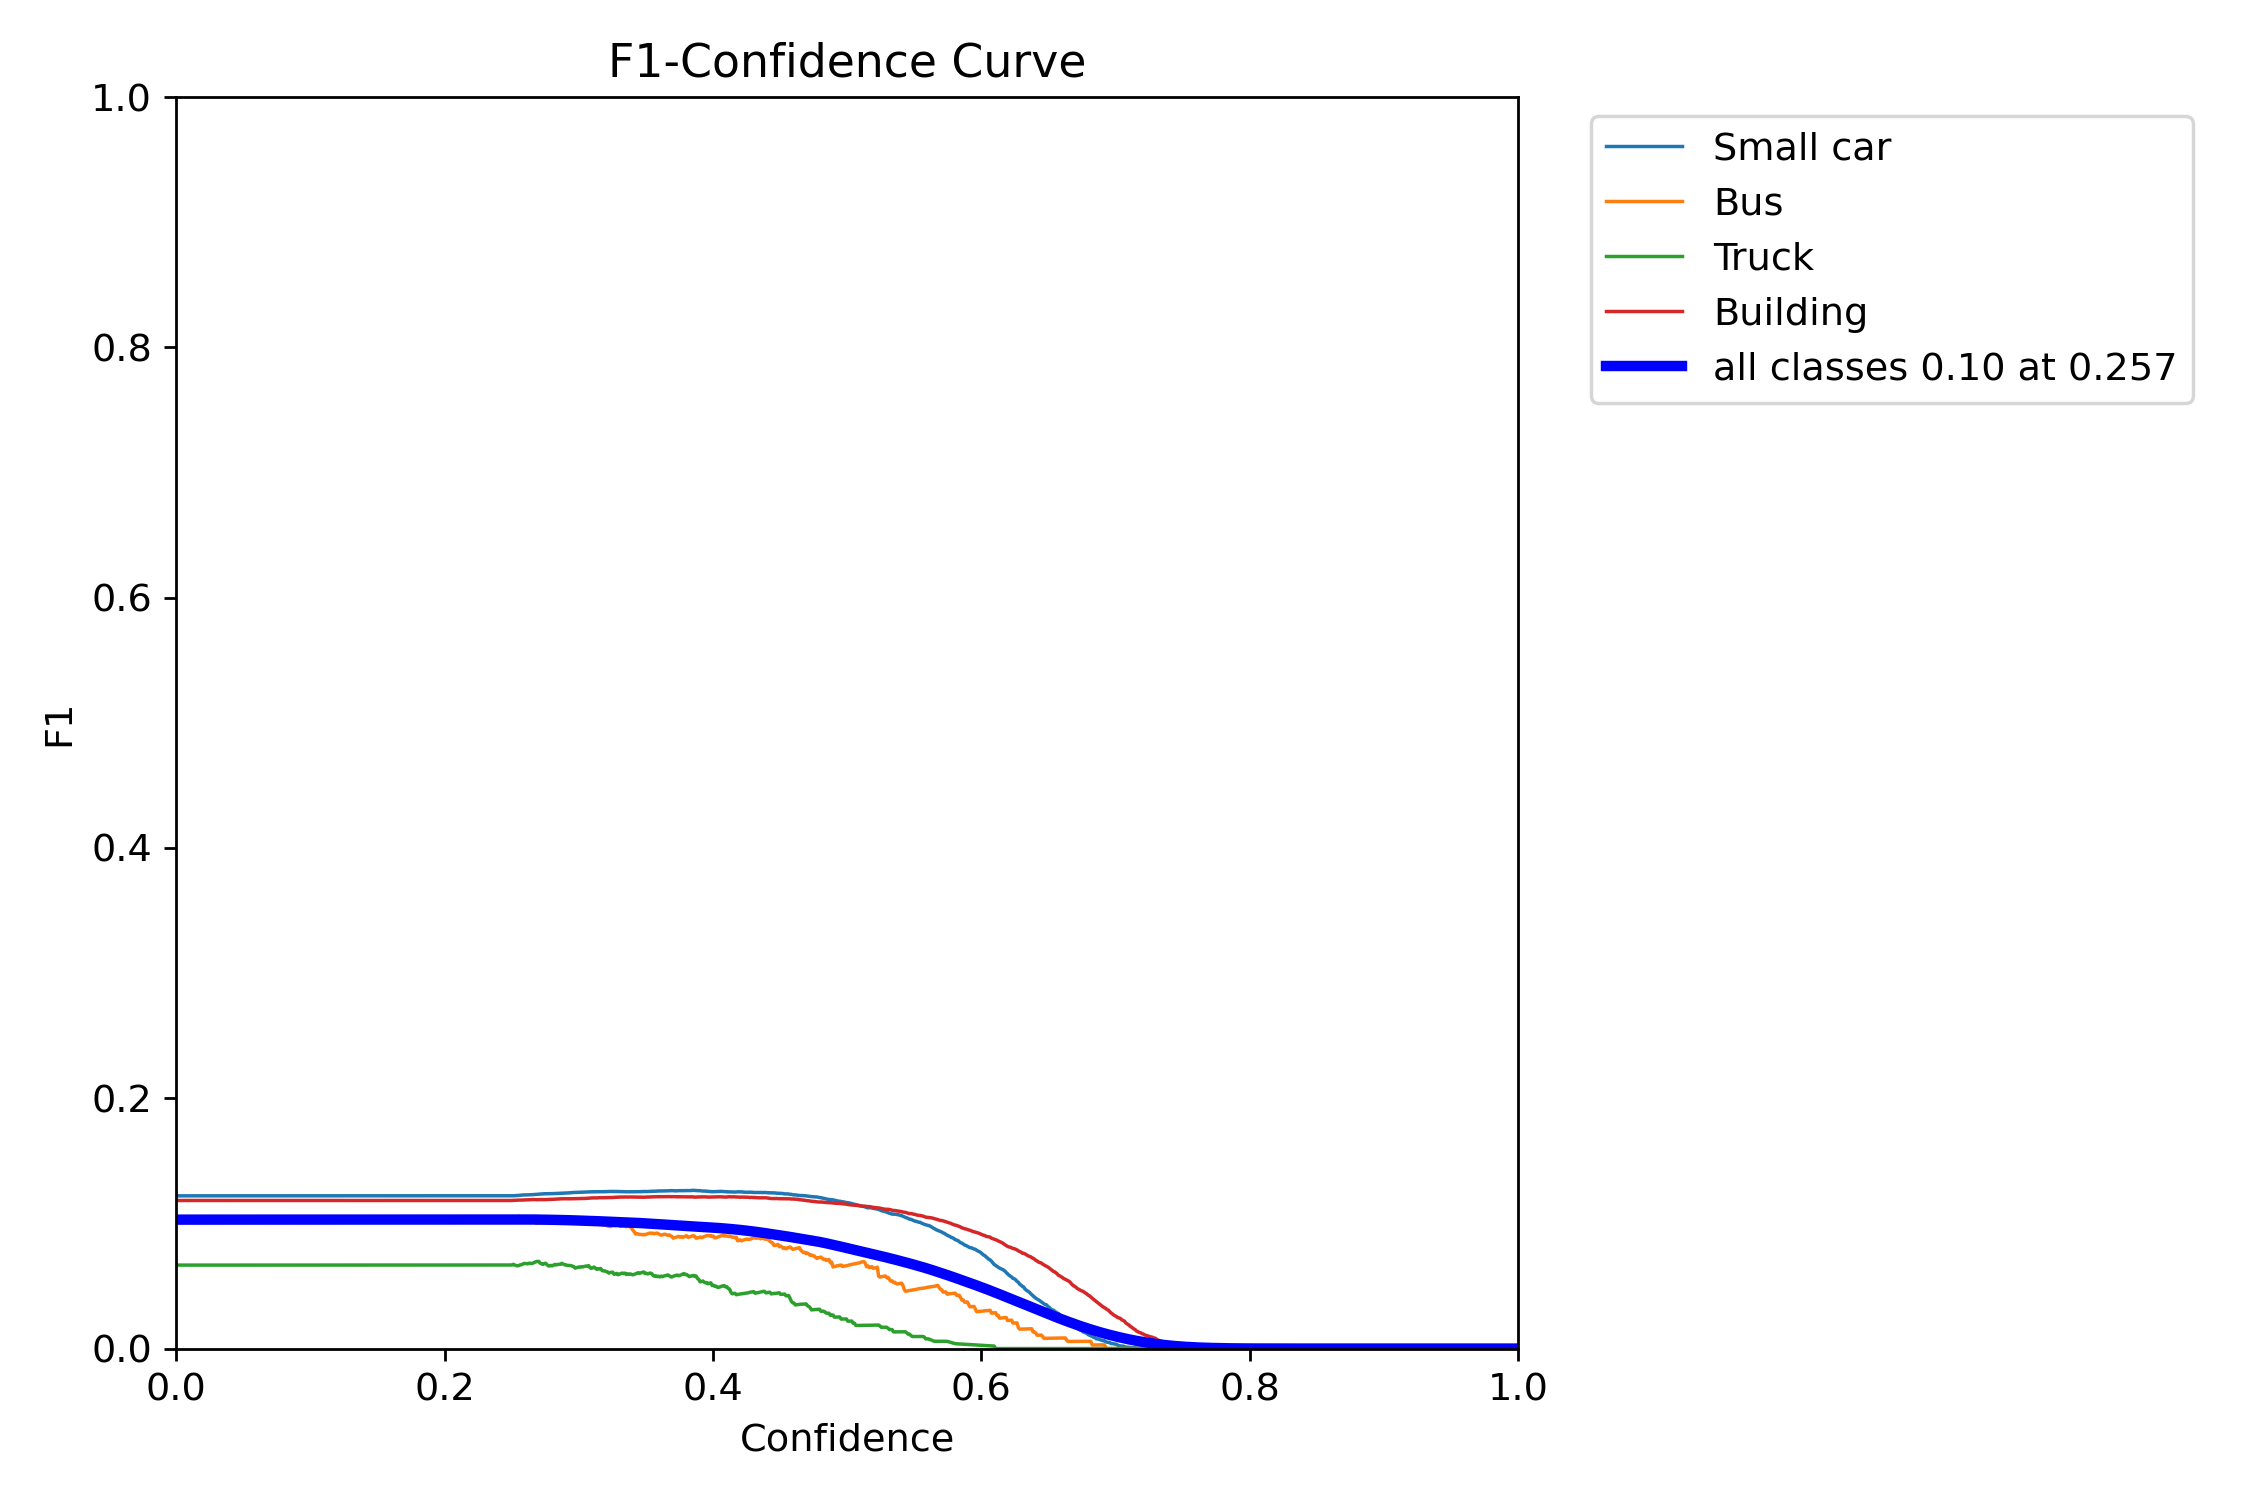 F1-Confidence Curve
1.0
0.8
0.6
0.4
0.2
0.0
F1
0.0 0.2 0.4 0.6 0.8 1.0
Confidence
Small car
Bus
Truck
Building
all classes 0.10 at 0.257